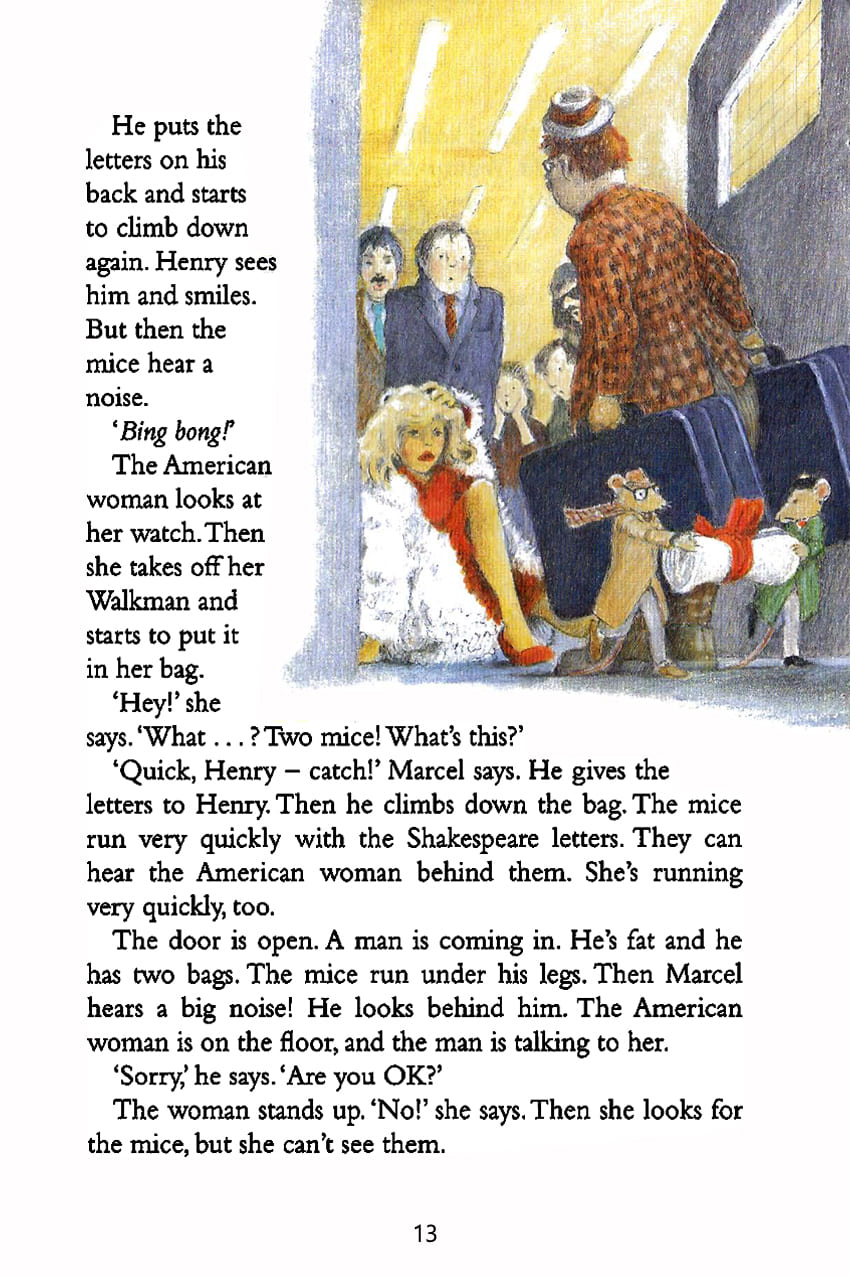 He puts the
letters on his
back and starts
to climb down
again. Henry sees
him and smiles.
But then the
mice hear a
noise.
‘Bing bong!’
The American
woman looks at
her watch. Then
she takes off her
Walkman and
starts to put it
in her bag.
‘Hey!’ she
says. ‘What . . . ? Two mice! What’s this?’
‘Quick, Henry – catch!’ Marcel says. He gives the
letters to Henry. Then he climbs down the bag. The mice
run very quickly with the Shakespeare letters. They can
hear the American woman behind them. She’s running
very quickly, too.
The door is open. A man is coming in. He’s fat and he
has two bags. The mice run under his legs. Then Marcel
hears a big noise! He looks behind him. The American
woman is on the floor, and the man is talking to her.
‘Sorry,’ he says. ‘Are you OK?’
The woman stands up. ‘No!’ she says. Then she looks for
the mice, but she can’t see them.
13